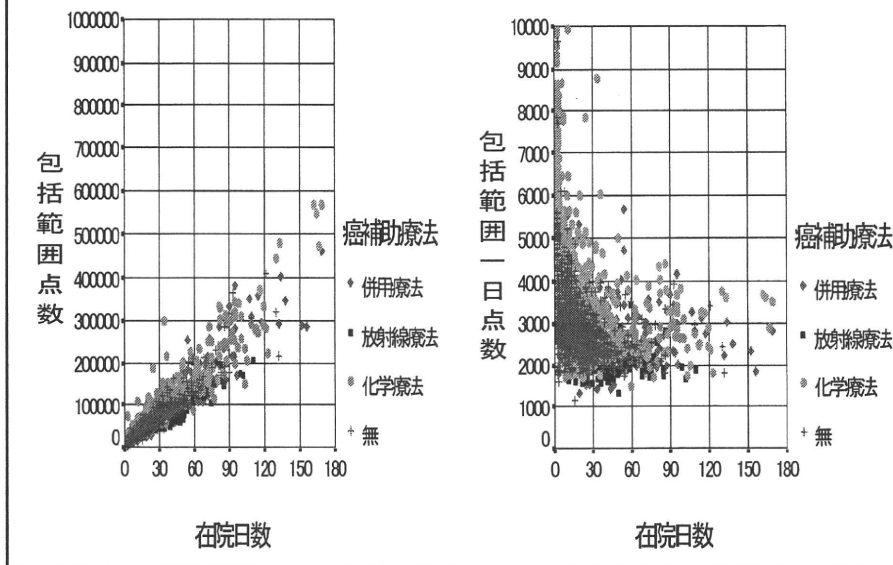 1000000
900000
800000
700000
600000
500000
400000
300000
200000
100000
0
0 30 60 90 120 150 180
包括範囲点数
在院日数
癌補助療法
併用療法
放射線療法
化学療法
無
10000
9000
8000
7000
6000
5000
4000
3000
2000
1000
0
0 30 60 90 120 150 180
包括範囲一日点数
在院日数
癌補助療法
併用療法
放射線療法
化学療法
無